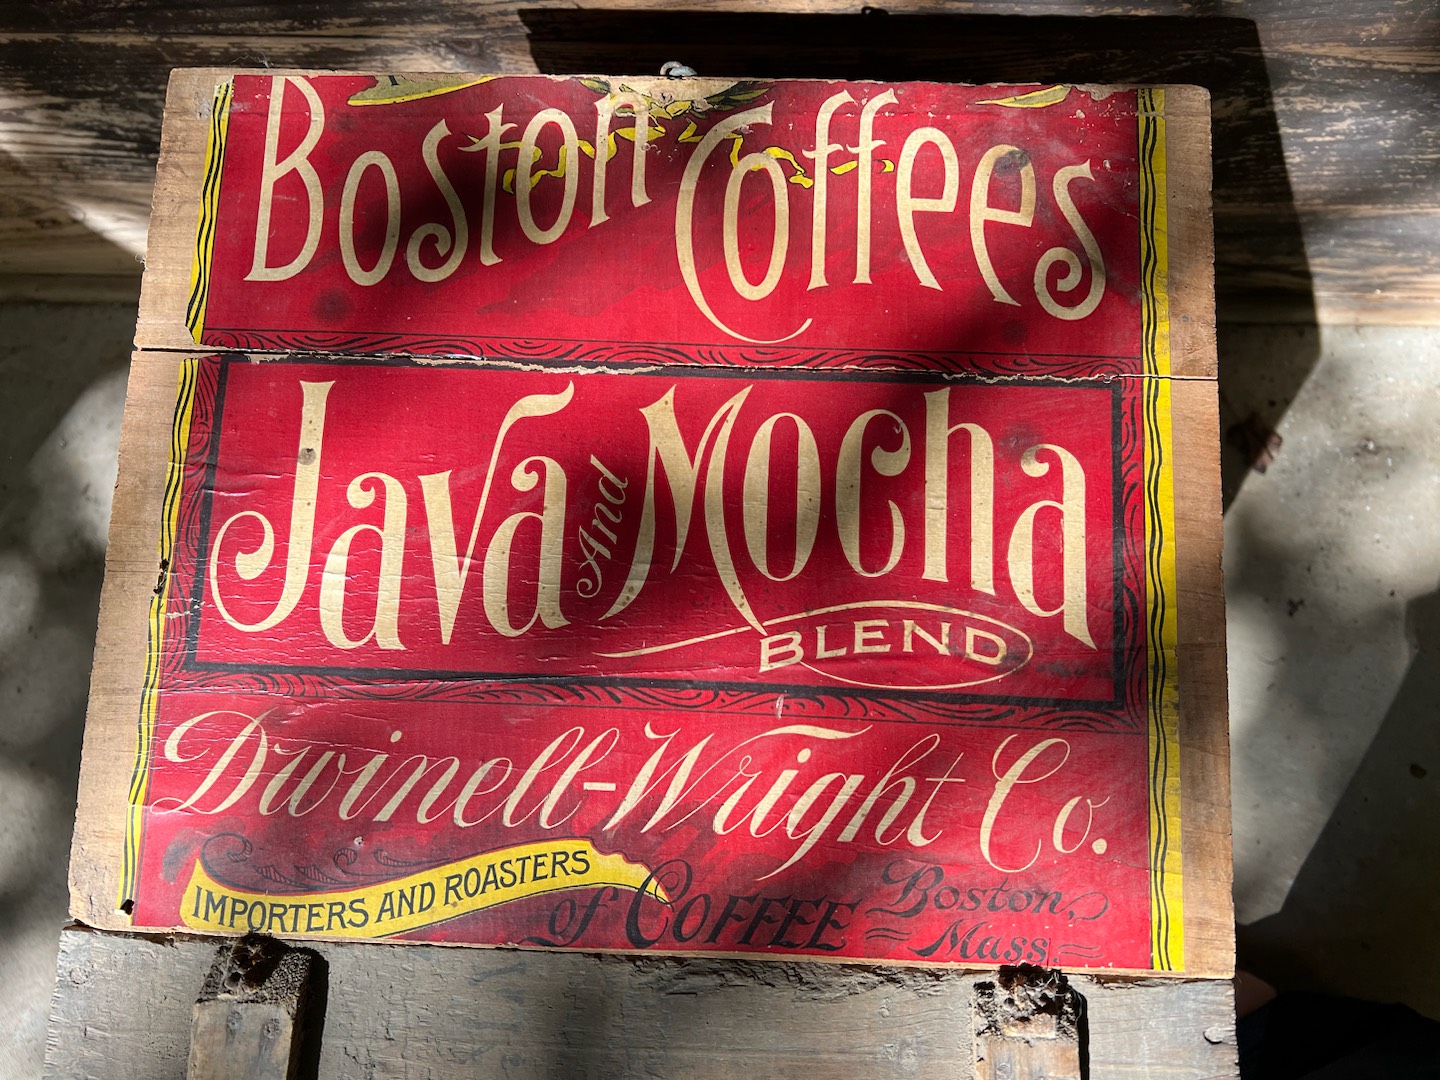 Boston Coffees
Java And Mocha
BLEND
Dwinell-Wright Co.
IMPORTERS AND ROASTERS
of COFFEE Boston,
Mass.